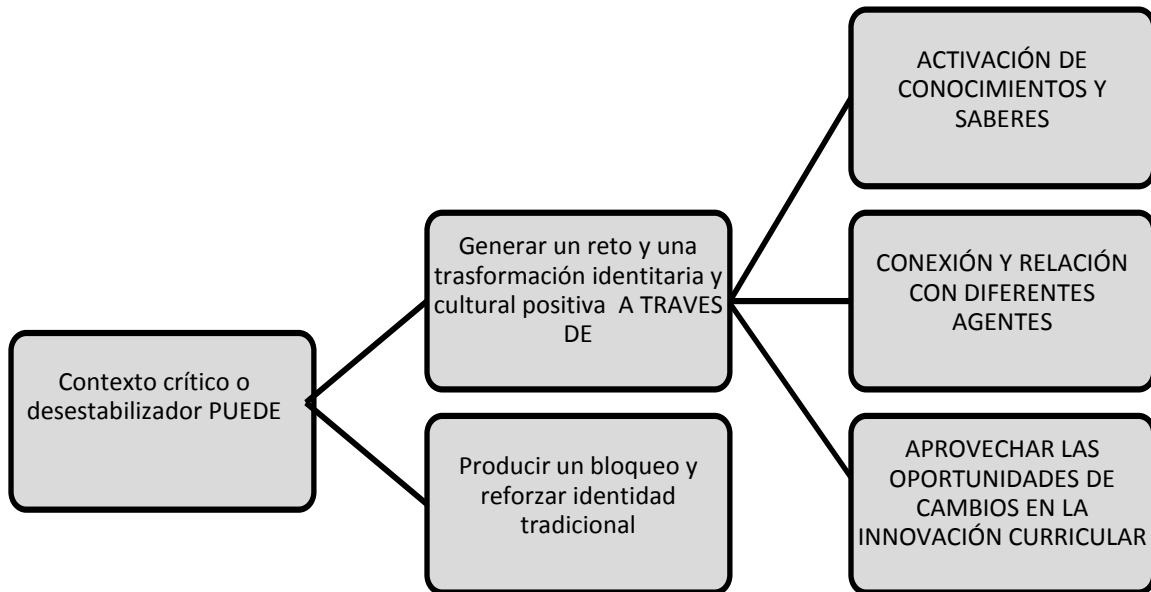 Contexto crítico o
desestabilizador PUEDE
Generar un reto y una
trasformación identitaria y
cultural positiva A TRAVES
DE
Producir un bloqueo y
reforzar identidad
tradicional
ACTIVACIÓN DE
CONOCIMIENTOS Y
SABERES
CONEXIÓN Y RELACIÓN
CON DIFERENTES
AGENTES
APROVECHAR LAS
OPORTUNIDADES DE
CAMBIOS EN LA
INNOVACIÓN CURRICULAR